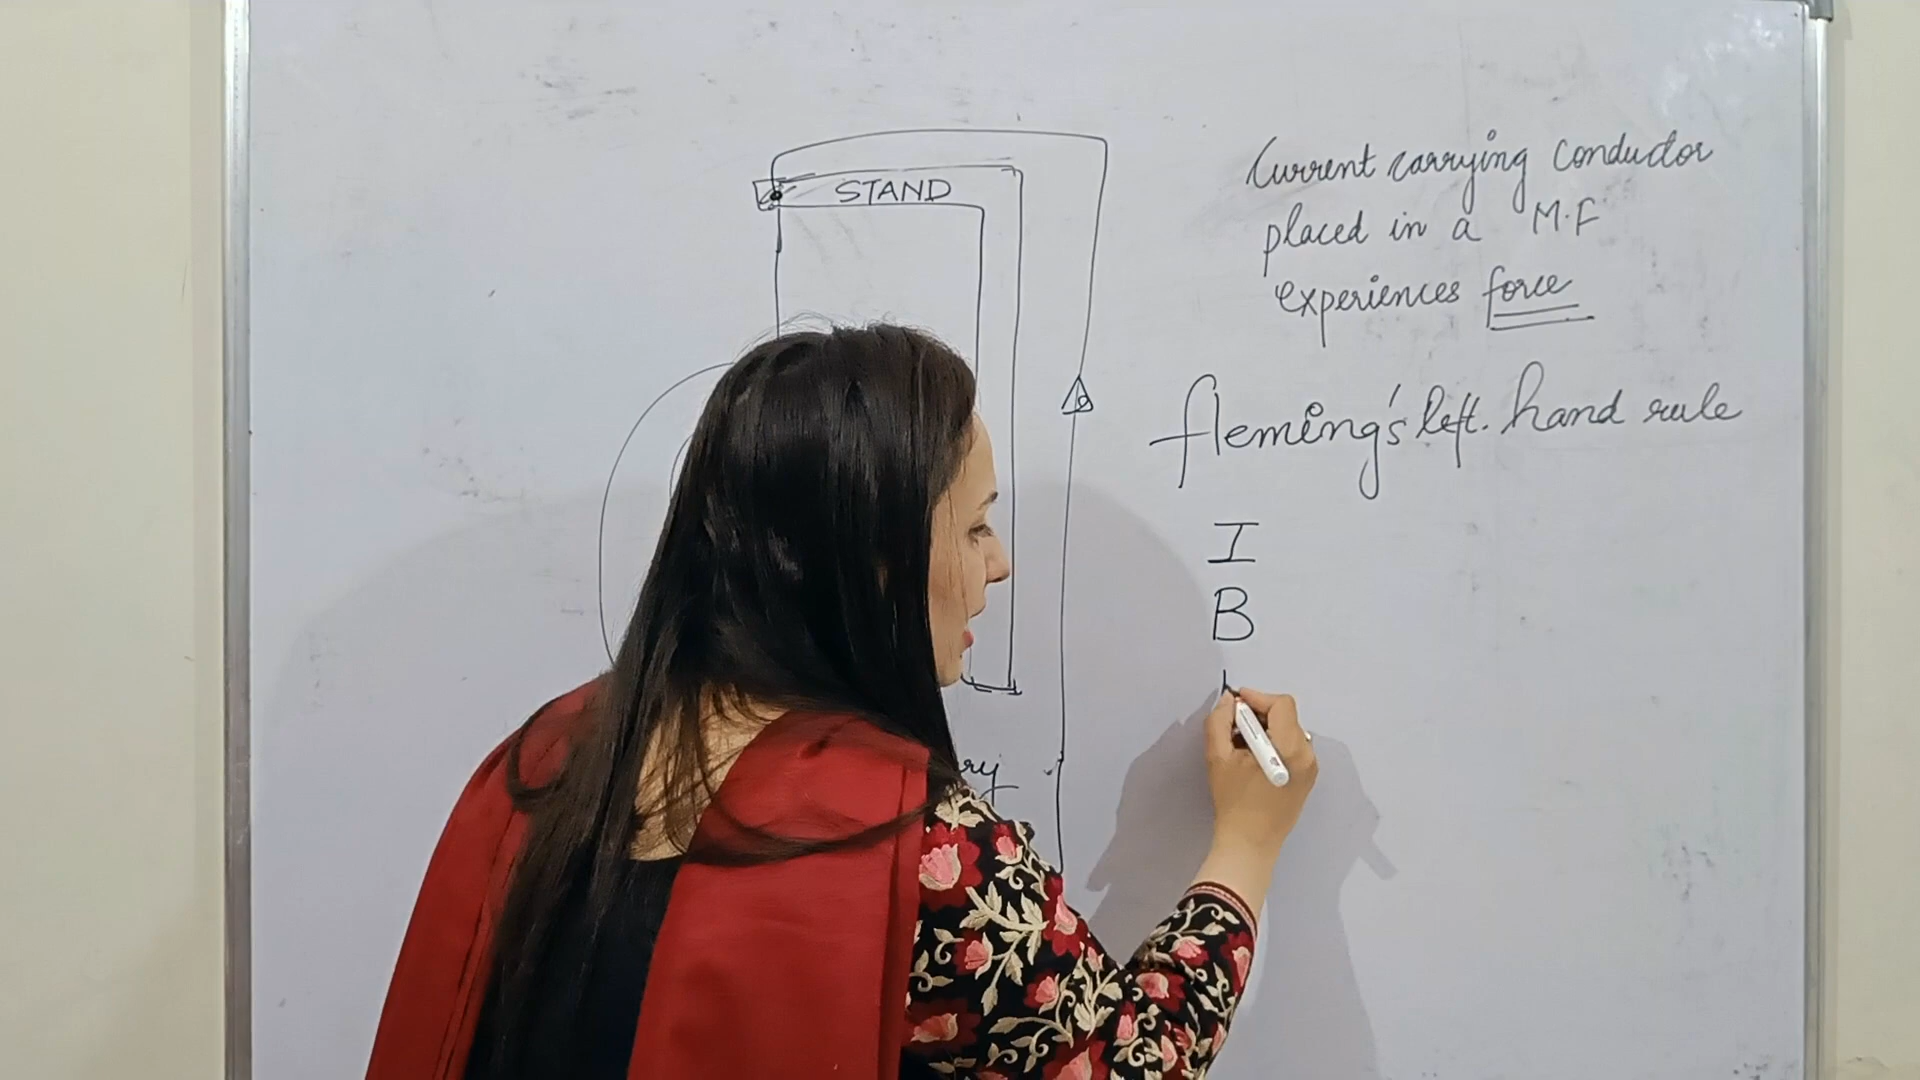 STAND
Current carrying conductor
placed in a M.F
experiences force
fleming's left. hand rule
I
B